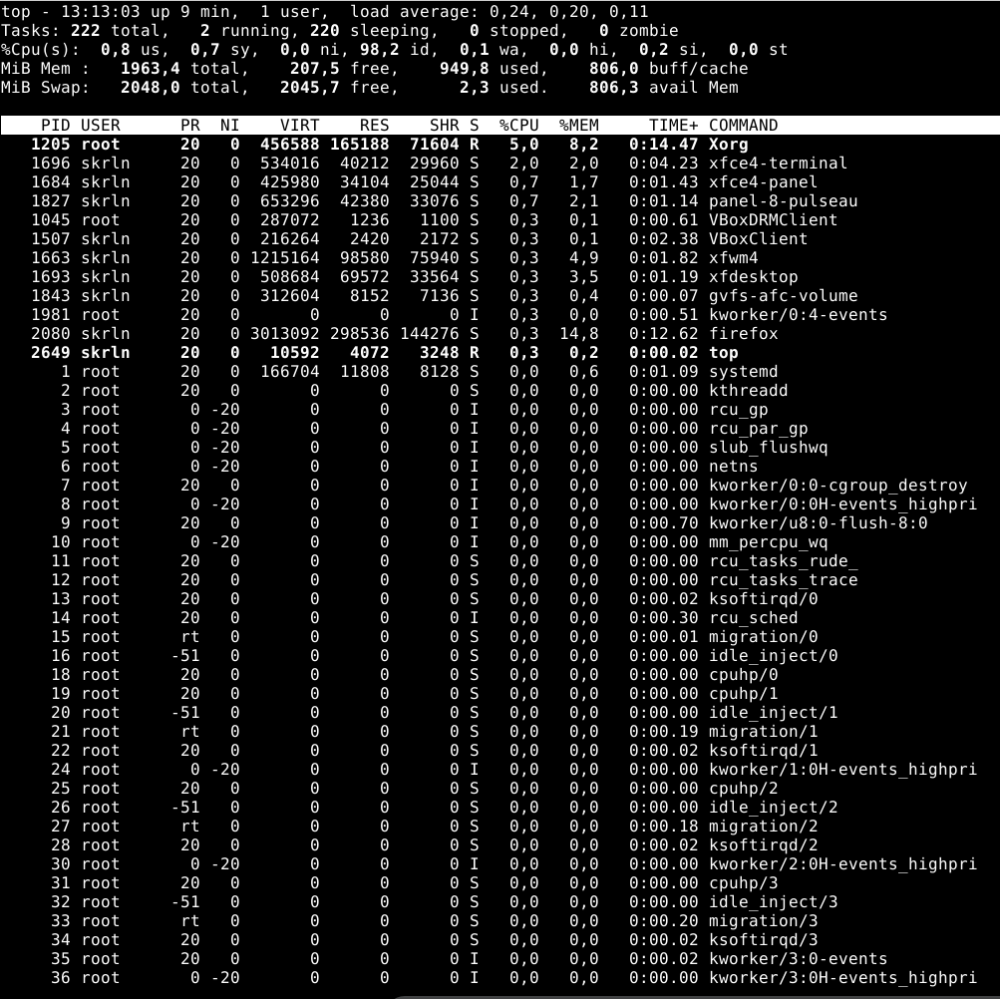 top - 13:13:03 up 9 min,  1 user,  load average: 0,24, 0,20, 0,11
Tasks: 222 total,   2 running, 220 sleeping,   0 stopped,   0 zombie
%Cpu(s):  0,8 us,  0,7 sy,  0,0 ni, 98,2 id,  0,1 wa,  0,0 hi,  0,2 si,  0,0 st
MiB Mem :   1963,4 total,    207,5 free,    949,8 used,    806,0 buff/cache
MiB Swap:   2048,0 total,   2045,7 free,      2,3 used.    806,3 avail Mem
PID USER      PR  NI    VIRT    RES    SHR S  %CPU  %MEM     TIME+ COMMAND
1205 root      20   0  456588 165188  71604 R   5,0   8,2   0:14.47 Xorg
1696 skrln     20   0  534016  40212  29960 S   2,0   2,0   0:04.23 xfce4-terminal
1684 skrln     20   0  425980  34104  25044 S   0,7   1,7   0:01.43 xfce4-panel
1827 skrln     20   0  653296  42380  33076 S   0,7   2,1   0:01.14 panel-8-pulseau
1045 root      20   0  287072   1236   1100 S   0,3   0,1   0:00.61 VBoxDRMClient
1507 skrln     20   0  216264   2420   2172 S   0,3   0,1   0:02.38 VBoxClient
1663 skrln     20   0 1215164  98580  75940 S   0,3   4,9   0:01.82 xfwm4
1693 skrln     20   0  508684  69572  33564 S   0,3   3,5   0:01.19 xfdesktop
1843 skrln     20   0  312604   8152   7136 S   0,3   0,4   0:00.07 gvfs-afc-volume
1981 root      20   0       0      0      0 I   0,3   0,0   0:00.51 kworker/0:4-events
2080 skrln     20   0 3013092 298536 144276 S   0,3  14,8   0:12.62 firefox
2649 skrln     20   0   10592   4072   3248 R   0,3   0,2   0:00.02 top
1 root      20   0  166704  11808   8128 S   0,0   0,6   0:01.09 systemd
2 root      20   0       0      0      0 S   0,0   0,0   0:00.00 kthreadd
3 root       0 -20       0      0      0 I   0,0   0,0   0:00.00 rcu_gp
4 root       0 -20       0      0      0 I   0,0   0,0   0:00.00 rcu_par_gp
5 root       0 -20       0      0      0 I   0,0   0,0   0:00.00 slub_flushwq
6 root       0 -20       0      0      0 I   0,0   0,0   0:00.00 netns
7 root      20   0       0      0      0 I   0,0   0,0   0:00.00 kworker/0:0-cgroup_destroy
8 root       0 -20       0      0      0 I   0,0   0,0   0:00.00 kworker/0:0H-events_highpri
9 root      20   0       0      0      0 I   0,0   0,0   0:00.70 kworker/u8:0-flush-8:0
10 root       0 -20       0      0      0 I   0,0   0,0   0:00.00 mm_percpu_wq
11 root      20   0       0      0      0 S   0,0   0,0   0:00.00 rcu_tasks_rude_
12 root      20   0       0      0      0 S   0,0   0,0   0:00.00 rcu_tasks_trace
13 root      20   0       0      0      0 S   0,0   0,0   0:00.02 ksoftirqd/0
14 root      20   0       0      0      0 I   0,0   0,0   0:00.30 rcu_sched
15 root      rt   0       0      0      0 S   0,0   0,0   0:00.01 migration/0
16 root     -51   0       0      0      0 S   0,0   0,0   0:00.00 idle_inject/0
18 root      20   0       0      0      0 S   0,0   0,0   0:00.00 cpuhp/0
19 root      20   0       0      0      0 S   0,0   0,0   0:00.00 cpuhp/1
20 root     -51   0       0      0      0 S   0,0   0,0   0:00.00 idle_inject/1
21 root      rt   0       0      0      0 S   0,0   0,0   0:00.19 migration/1
22 root      20   0       0      0      0 S   0,0   0,0   0:00.02 ksoftirqd/1
24 root       0 -20       0      0      0 I   0,0   0,0   0:00.00 kworker/1:0H-events_highpri
25 root      20   0       0      0      0 S   0,0   0,0   0:00.00 cpuhp/2
26 root     -51   0       0      0      0 S   0,0   0,0   0:00.00 idle_inject/2
27 root      rt   0       0      0      0 S   0,0   0,0   0:00.18 migration/2
28 root      20   0       0      0      0 S   0,0   0,0   0:00.02 ksoftirqd/2
30 root       0 -20       0      0      0 I   0,0   0,0   0:00.00 kworker/2:0H-events_highpri
31 root      20   0       0      0      0 S   0,0   0,0   0:00.00 cpuhp/3
32 root     -51   0       0      0      0 S   0,0   0,0   0:00.00 idle_inject/3
33 root      rt   0       0      0      0 S   0,0   0,0   0:00.20 migration/3
34 root      20   0       0      0      0 S   0,0   0,0   0:00.02 ksoftirqd/3
35 root      20   0       0      0      0 I   0,0   0,0   0:00.02 kworker/3:0-events
36 root       0 -20       0      0      0 I   0,0   0,0   0:00.00 kworker/3:0H-events_highpri